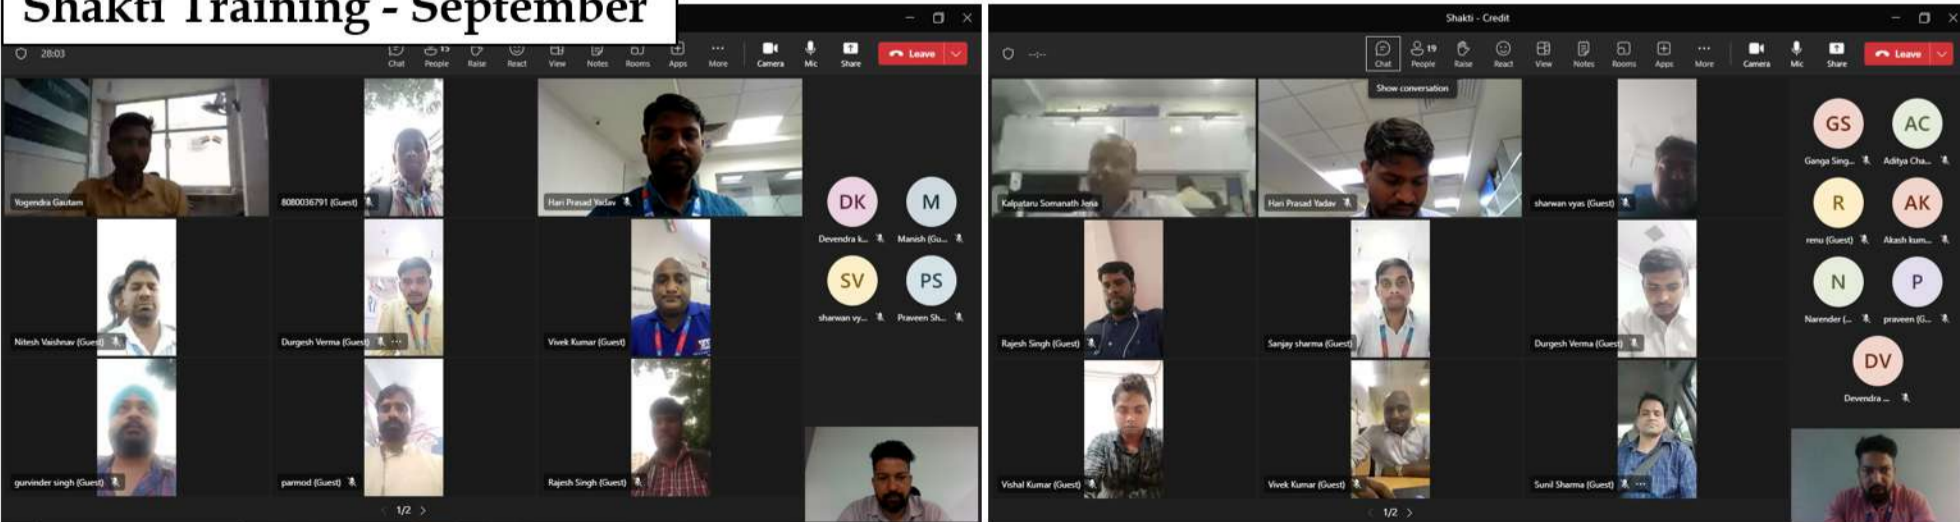 Shakti Training - September
28:03
15
Chat People Raise React View Notes Rooms Apps More Camera Mic Share Leave
Yogendra Gautam
8080036791 (Guest)
Hari Prasad Yadav
DK
M
Devendra k...
Manish (Gu...
Nitesh Vaishnav (Guest)
Durgesh Verma (Guest)
Vivek Kumar (Guest)
SV
PS
sharwan vy...
Praveen Sh...
gurvinder singh (Guest)
parmod (Guest)
Rajesh Singh (Guest)
1/2
Shakti - Credit
--:--
19
Chat People Raise React View Notes Rooms Apps More Camera Mic Share Leave
Show conversation
Kalpataru Somanath Jena
Hari Prasad Yadav
sharwan vyas (Guest)
GS
AC
Ganga Sing...
Aditya Cha...
R
AK
renu (Guest)
Akash kum...
Rajesh Singh (Guest)
Sanjay sharma (Guest)
Durgesh Verma (Guest)
N
P
Narender (...
praveen (G...
DV
Devendra ...
Vishal Kumar (Guest)
Vivek Kumar (Guest)
Sunil Sharma (Guest)
1/2